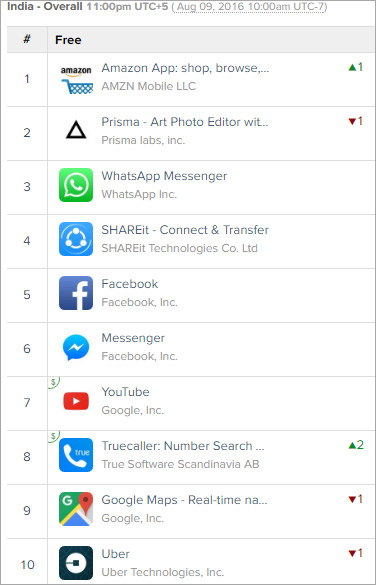 India - Overall 11:00pm UTC+5 ( Aug 09, 2016 10:00am UTC-7)
# Free
1 amazon Amazon App: shop, browse,... ▲1
AMZN Mobile LLC
2 Prisma - Art Photo Editor wit... ▼1
Prisma labs, inc.
3 WhatsApp Messenger
WhatsApp Inc.
4 SHAREit - Connect & Transfer
SHAREit Technologies Co. Ltd
5 Facebook
Facebook, Inc.
6 Messenger
Facebook, Inc.
$
7 YouTube
Google, Inc.
$
8 true Truecaller: Number Search ... ▲2
True Software Scandinavia AB
9 Google Maps - Real-time na... ▼1
Google, Inc.
10 Uber ▼1
Uber Technologies, Inc.